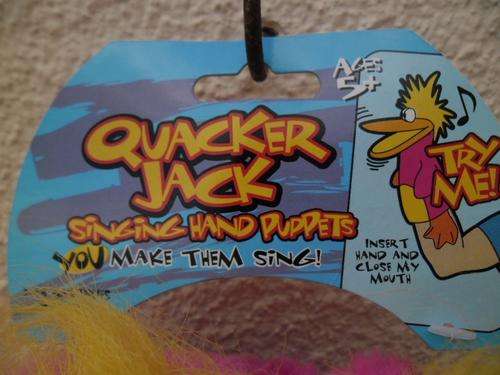 AGES
5+
QUACKER
JACK
SINGING HAND PUPPETS
YOU MAKE THEM SING!
TRY
ME!
INSERT
HAND AND
CLOSE MY
MOUTH